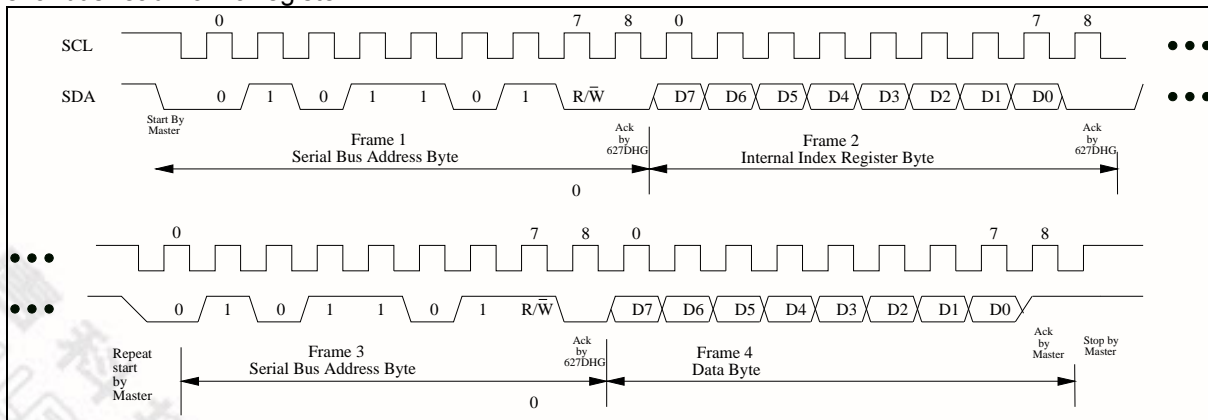 0 7 8 0 7 8
SCL
SDA 0 1 0 1 1 0 1 R/W̅ D7 D6 D5 D4 D3 D2 D1 D0
Start By
Master
Frame 1
Serial Bus Address Byte
Ack
by
627DHG
Frame 2
Internal Index Register Byte
Ack
by
627DHG
0
0 7 8 0 7 8
0 1 0 1 1 0 1 R/W̅ D7 D6 D5 D4 D3 D2 D1 D0
Repeat
start
by
Master
Frame 3
Serial Bus Address Byte
Ack
by
627DHG
Frame 4
Data Byte
Ack
by
Master
Stop by
Master
0